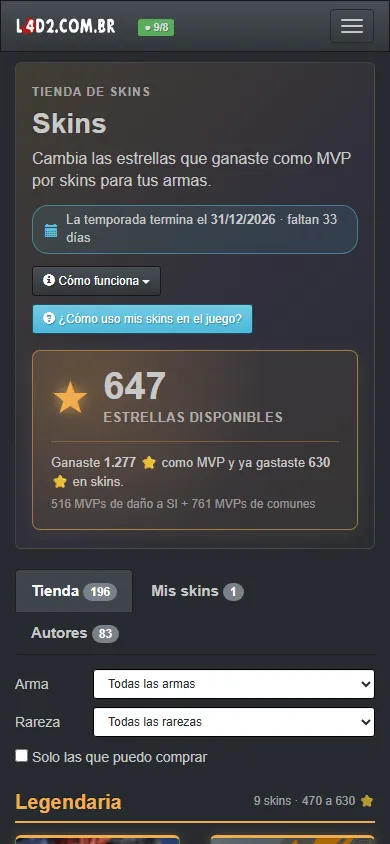 L4D2.COM.BR
● 9/8
TIENDA DE SKINS
Skins
Cambia las estrellas que ganaste como MVP
por skins para tus armas.
La temporada termina el 31/12/2026 · faltan 33
días
Cómo funciona
¿Cómo uso mis skins en el juego?
647
ESTRELLAS DISPONIBLES
Ganaste 1.277 ⭐ como MVP y ya gastaste 630
⭐ en skins.
516 MVPs de daño a SI + 761 MVPs de comunes
Tienda 196 Mis skins 1
Autores 83
Arma Todas las armas
Rareza Todas las rarezas
Solo las que puedo comprar
Legendaria 9 skins · 470 a 630 ⭐